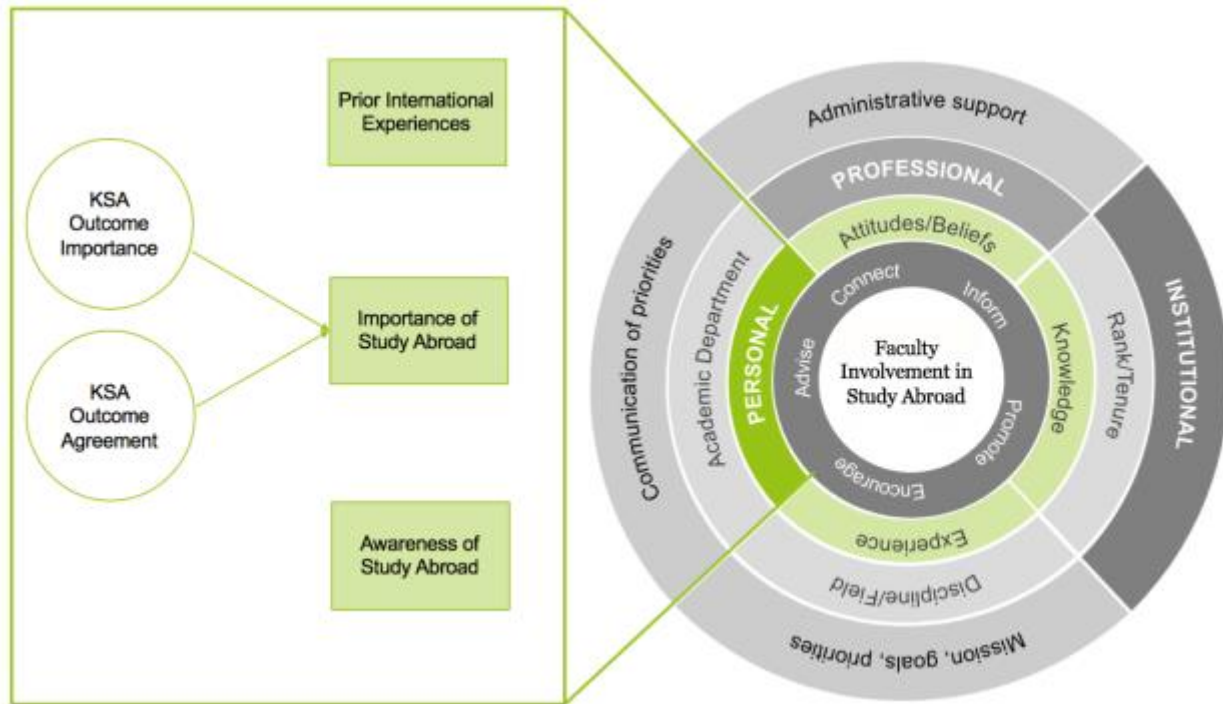 Prior International
Experiences
KSA
Outcome
Importance
Importance of
Study Abroad
KSA
Outcome
Agreement
Awareness of
Study Abroad
Administrative support
PROFESSIONAL
Attitudes/Beliefs
Communication of priorities
Academic Department
PERSONAL
Connect
Inform
Advise
Promote
Encourage
Faculty
Involvement in
Study Abroad
Knowledge
Rank/Tenure
INSTITUTIONAL
Experience
Discipline/Field
Mission, goals, priorities